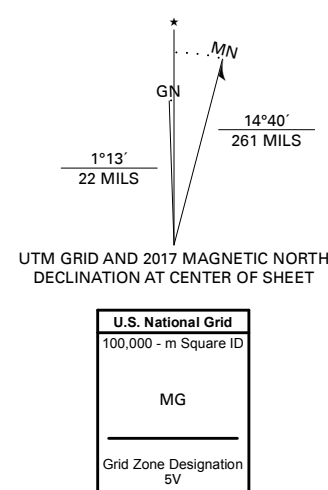 ★
MN
GN
14°40´
261 MILS
1°13´
22 MILS
UTM GRID AND 2017 MAGNETIC NORTH
DECLINATION AT CENTER OF SHEET
U.S. National Grid
100,000 - m Square ID
MG
Grid Zone Designation
5V